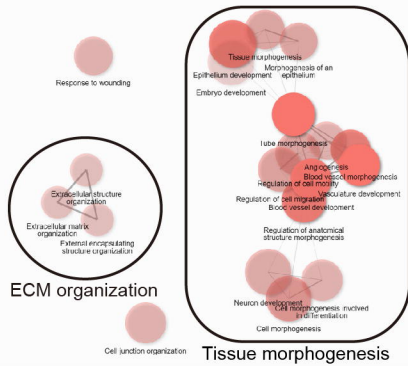 Response to wounding
Extracellular structure
organization
Extracellular matrix
organization
External encapsulating
structure organization
ECM organization
Cell junction organization
Tissue morphogenesis
Morphogenesis of an
epithelium
Epithelium development
Embryo development
Tube morphogenesis
Angiogenesis
Blood vessel morphogenesis
Regulation of cell motility
Vasculature development
Regulation of cell migration
Blood vessel development
Regulation of anatomical
structure morphogenesis
Neuron development
Cell morphogenesis involved
in differentiation
Cell morphogenesis
Tissue morphogenesis